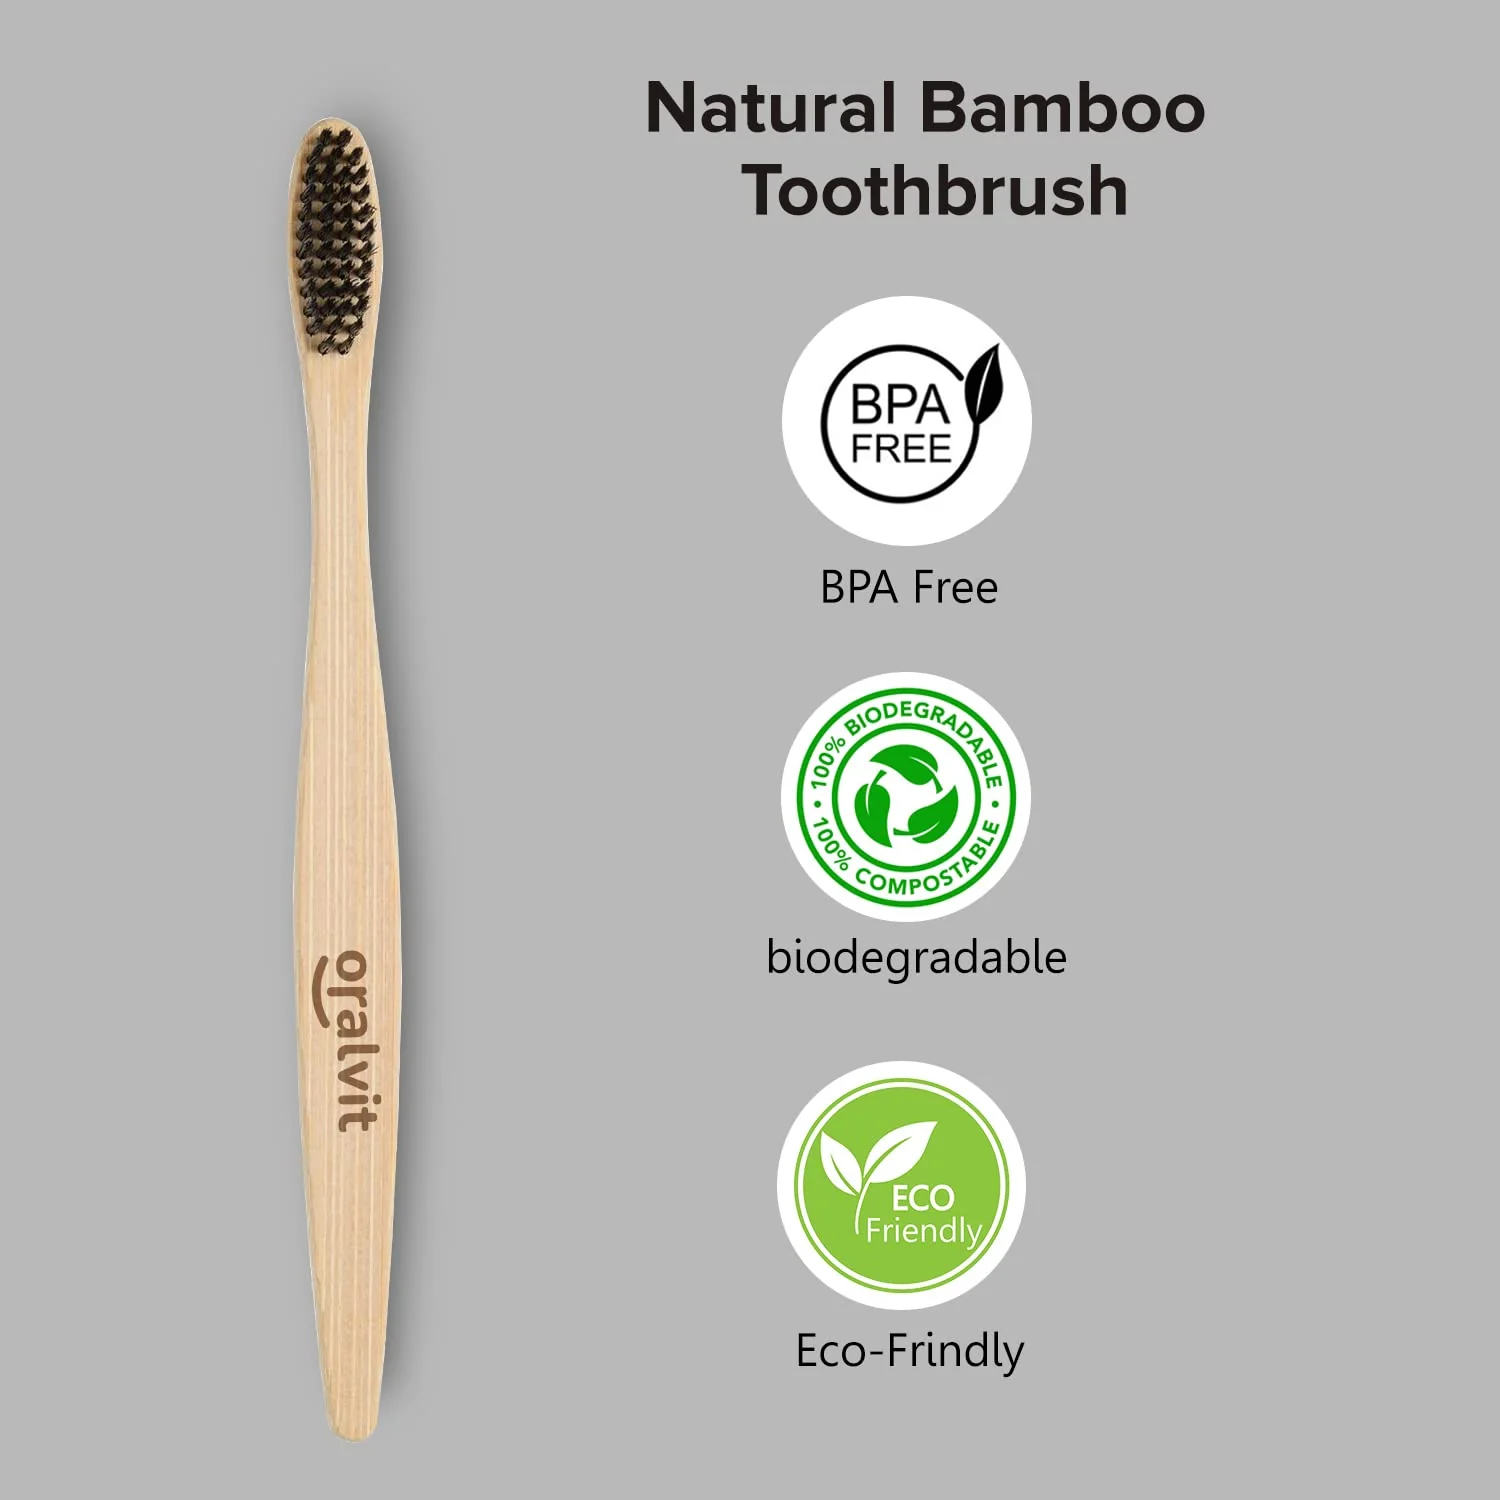 Natural Bamboo
Toothbrush
BPA
FREE
BPA Free
100% BIODEGRADABLE
100% COMPOSTABLE
biodegradable
ECO
Friendly
Eco-Frindly
oralvit